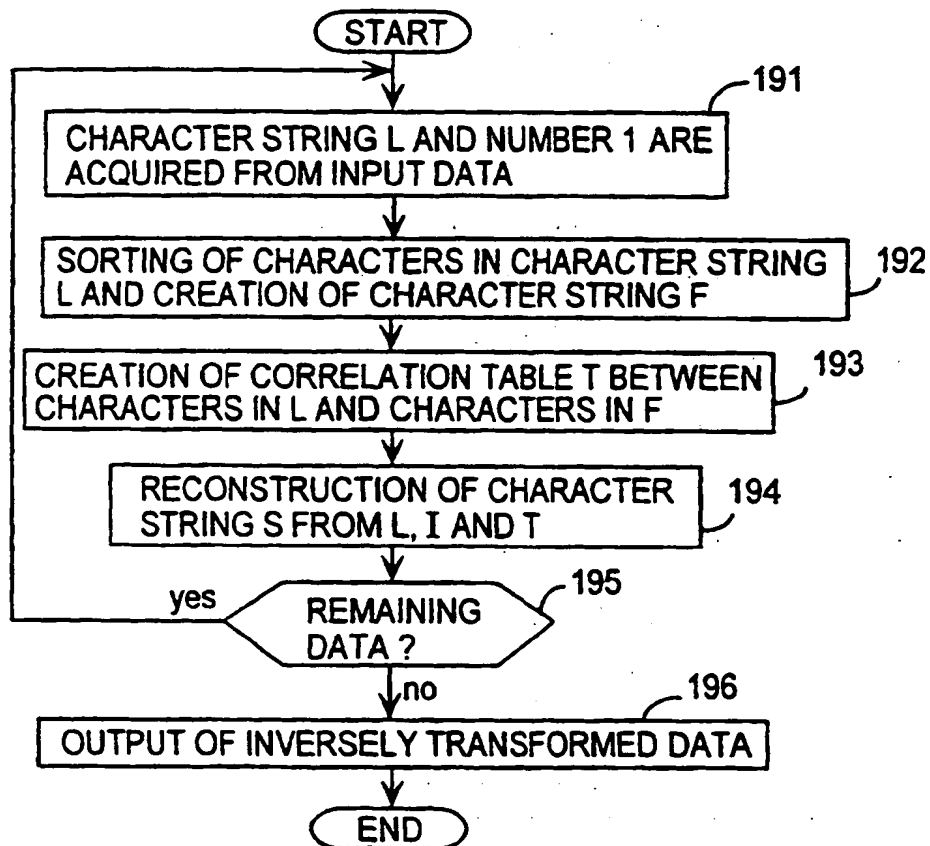 START
191
CHARACTER STRING L AND NUMBER 1 ARE
ACQUIRED FROM INPUT DATA
SORTING OF CHARACTERS IN CHARACTER STRING
L AND CREATION OF CHARACTER STRING F
192
CREATION OF CORRELATION TABLE T BETWEEN
CHARACTERS IN L AND CHARACTERS IN F
193
RECONSTRUCTION OF CHARACTER
STRING S FROM L, I AND T
194
195
yes
REMAINING
DATA ?
no
196
OUTPUT OF INVERSELY TRANSFORMED DATA
END